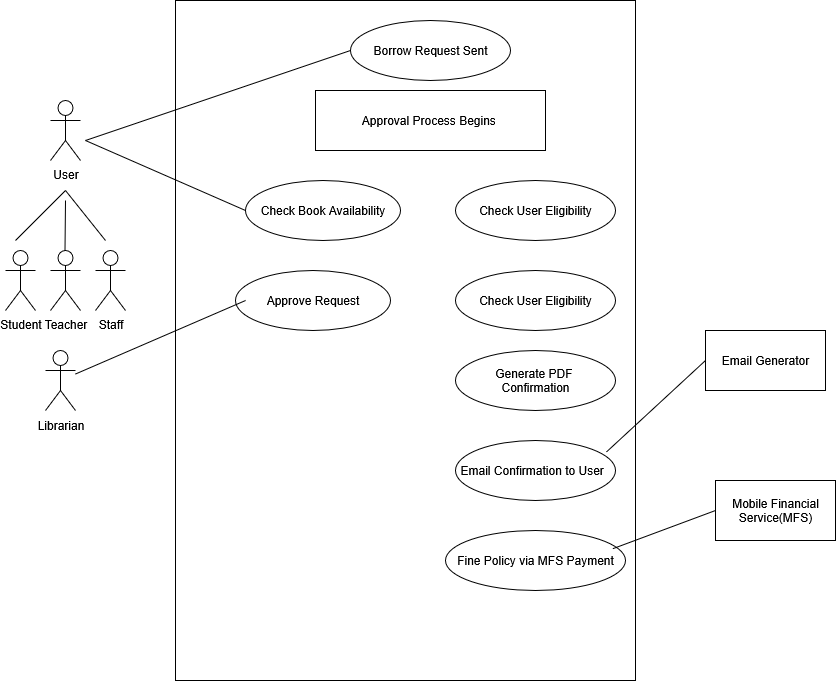 Borrow Request Sent
Approval Process Begins
User
Check Book Availability
Check User Eligibility
Student Teacher Staff
Approve Request
Check User Eligibility
Librarian
Generate PDF
Confirmation
Email Generator
Email Confirmation to User
Mobile Financial
Service(MFS)
Fine Policy via MFS Payment